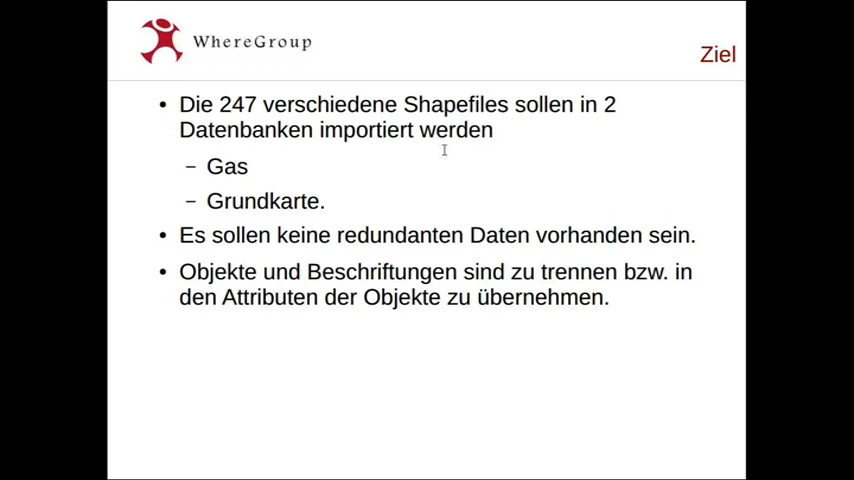 WhereGroup
Ziel
• Die 247 verschiedene Shapefiles sollen in 2
Datenbanken importiert werden
– Gas
– Grundkarte.
• Es sollen keine redundanten Daten vorhanden sein.
• Objekte und Beschriftungen sind zu trennen bzw. in
den Attributen der Objekte zu übernehmen.